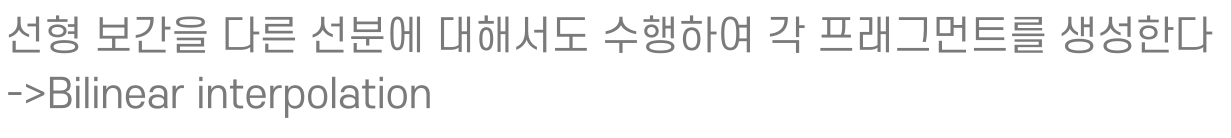 선형 보간을 다른 선분에 대해서도 수행하여 각 프래그먼트를 생성한다
->Bilinear interpolation